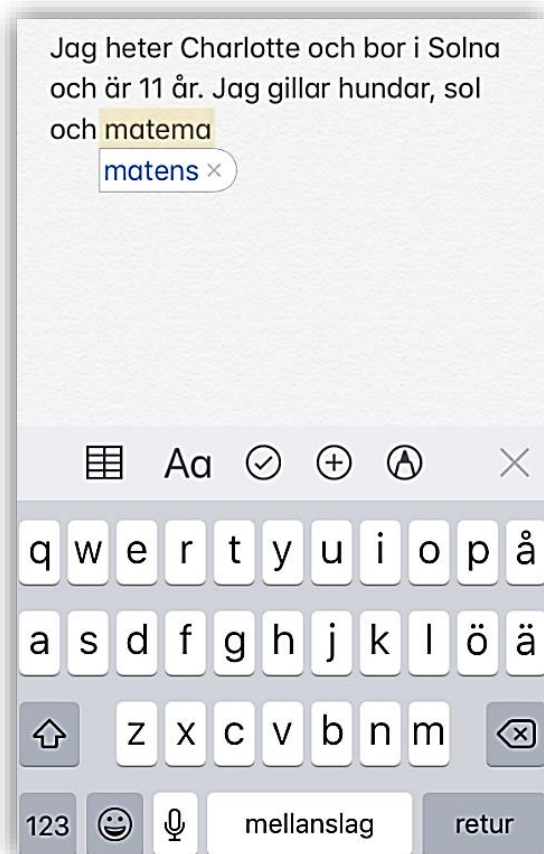 Jag heter Charlotte och bor i Solna
och är 11 år. Jag gillar hundar, sol
och matema
matens ×
Aa
q w e r t y u i o p å
a s d f g h j k l ö ä
z x c v b n m
123 mellanslag retur